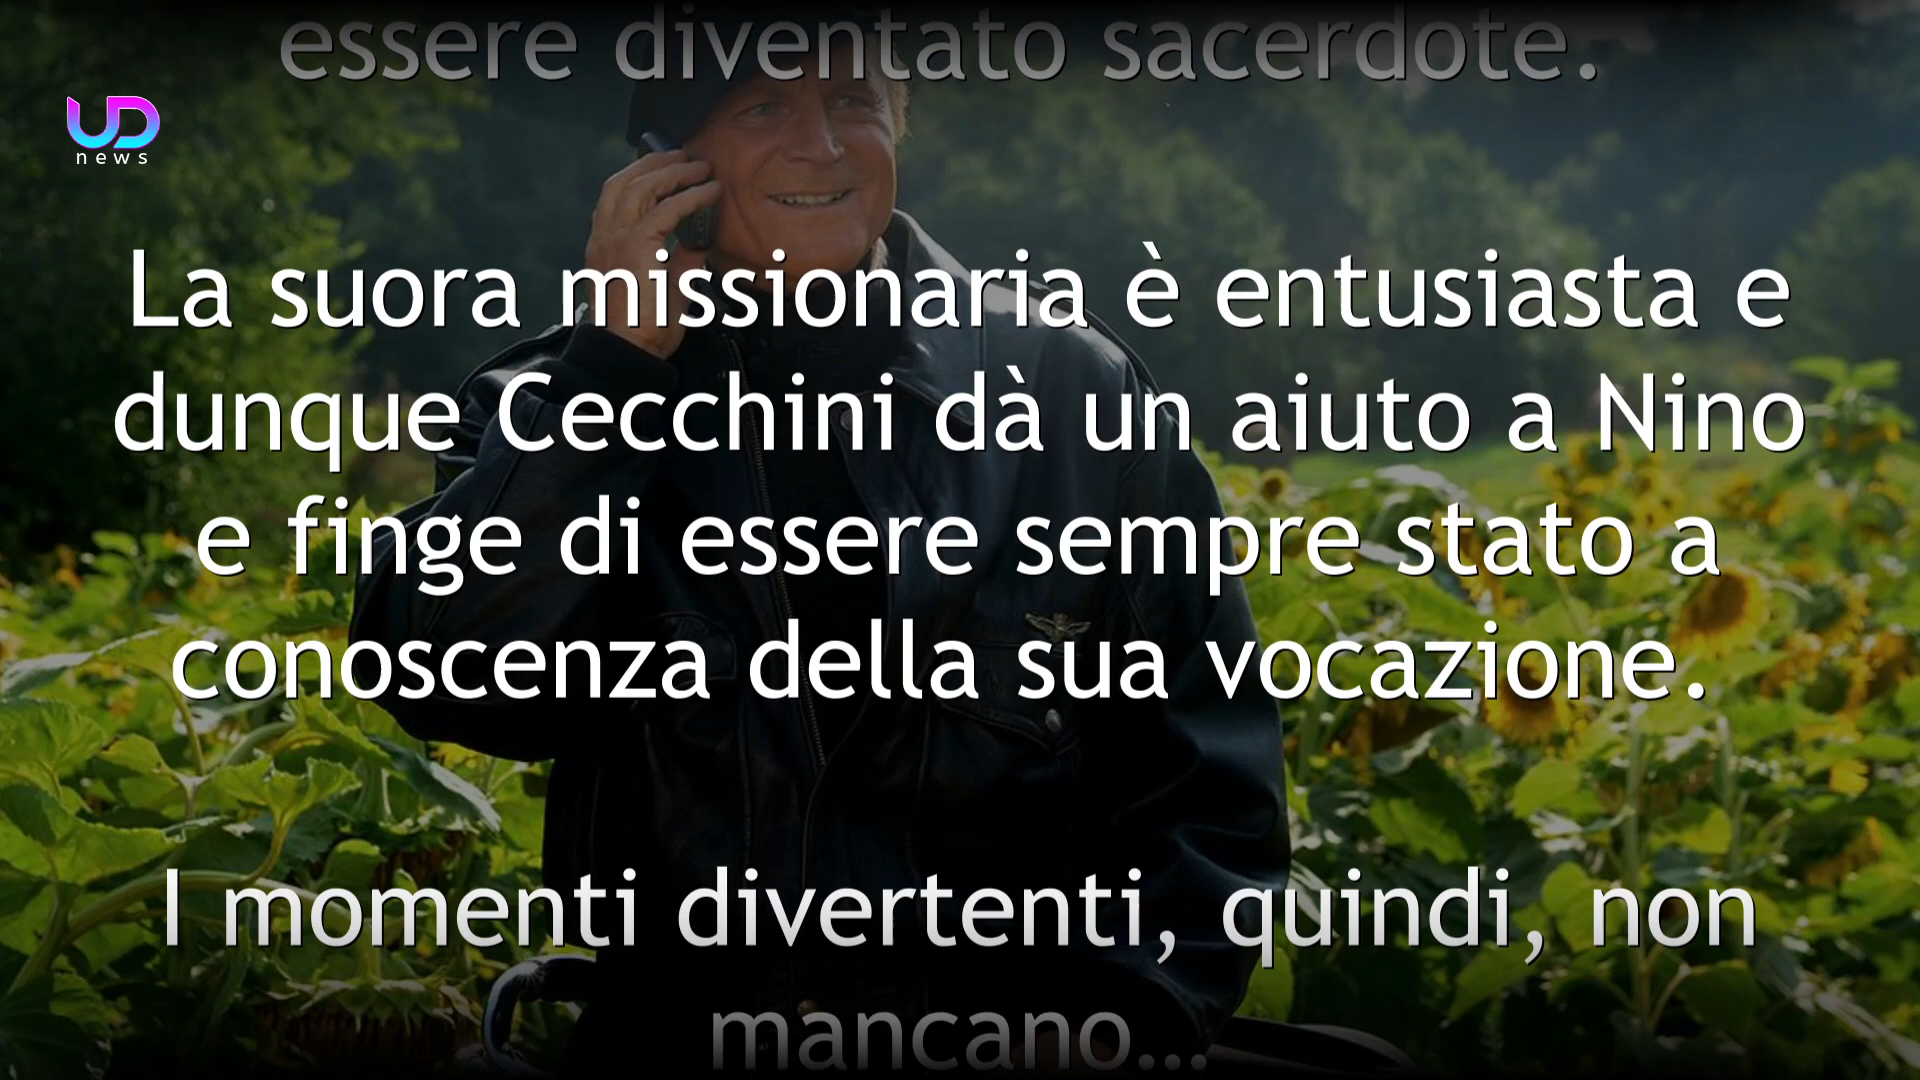 essere diventato sacerdote.
UD
news
La suora missionaria è entusiasta e
dunque Cecchini dà un aiuto a Nino
e finge di essere sempre stato a
conoscenza della sua vocazione.
I momenti divertenti, quindi, non
mancano...